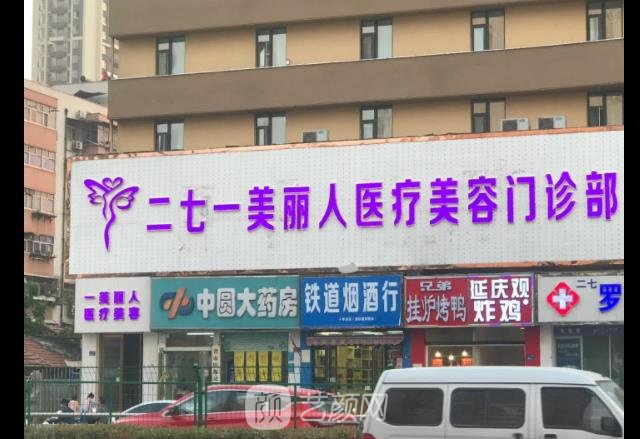 二七一美丽人医疗美容门诊部
一美丽人
医疗美容
中圆大药房
铁道烟酒行
兄弟
挂炉烤鸭
延庆观
炸鸡
二七
罗
颜 艺颜网